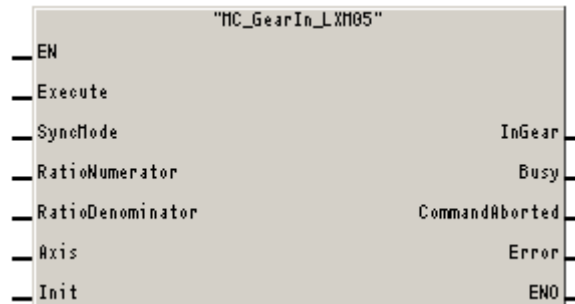 "MC_GearIn_LXM05"
EN
Execute
SyncMode InGear
RatioNumerator Busy
RatioDenominator CommandAborted
Axis Error
Init ENO